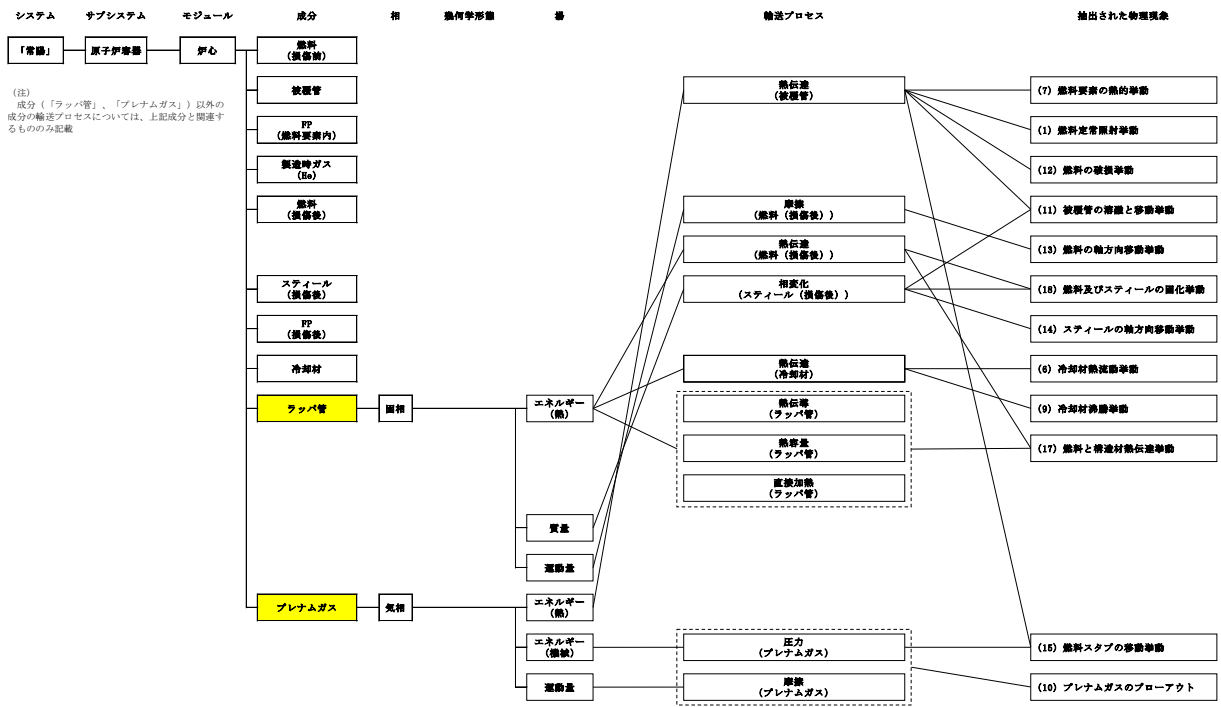 システム
サブシステム
モジュール
成分
相
幾何学形態
場
輸送プロセス
抽出された物理現象
「常陽」
原子炉容器
炉心
燃料
(損傷前)
(注)
成分（「ラッパ管」、「プレナムガス」）以外の
成分の輸送プロセスについては、上記成分と関連す
るもののみ記載
被覆管
FP
(燃料要素内)
製造時ガス
(He)
燃料
(損傷後)
スティール
(損傷後)
FP
(損傷後)
冷却材
ラッパ管
固相
エネルギー
(熱)
質量
運動量
プレナムガス
気相
エネルギー
(熱)
エネルギー
(機械)
運動量
熱伝達
(被覆管)
摩擦
(燃料（損傷後）)
熱伝達
(燃料（損傷後）)
相変化
(スティール（損傷後）)
熱伝達
(冷却材)
熱伝導
(ラッパ管)
熱容量
(ラッパ管)
直接加熱
(ラッパ管)
圧力
(プレナムガス)
摩擦
(プレナムガス)
(7) 燃料要素の熱的挙動
(1) 燃料定常照射挙動
(12) 燃料の破損挙動
(11) 被覆管の溶融と移動挙動
(13) 燃料の軸方向移動挙動
(18) 燃料及びスティールの固化挙動
(14) スティールの軸方向移動挙動
(6) 冷却材熱流動挙動
(9) 冷却材沸騰挙動
(17) 燃料と構造材熱伝達挙動
(15) 燃料スタブの移動挙動
(10) プレナムガスのブローアウト